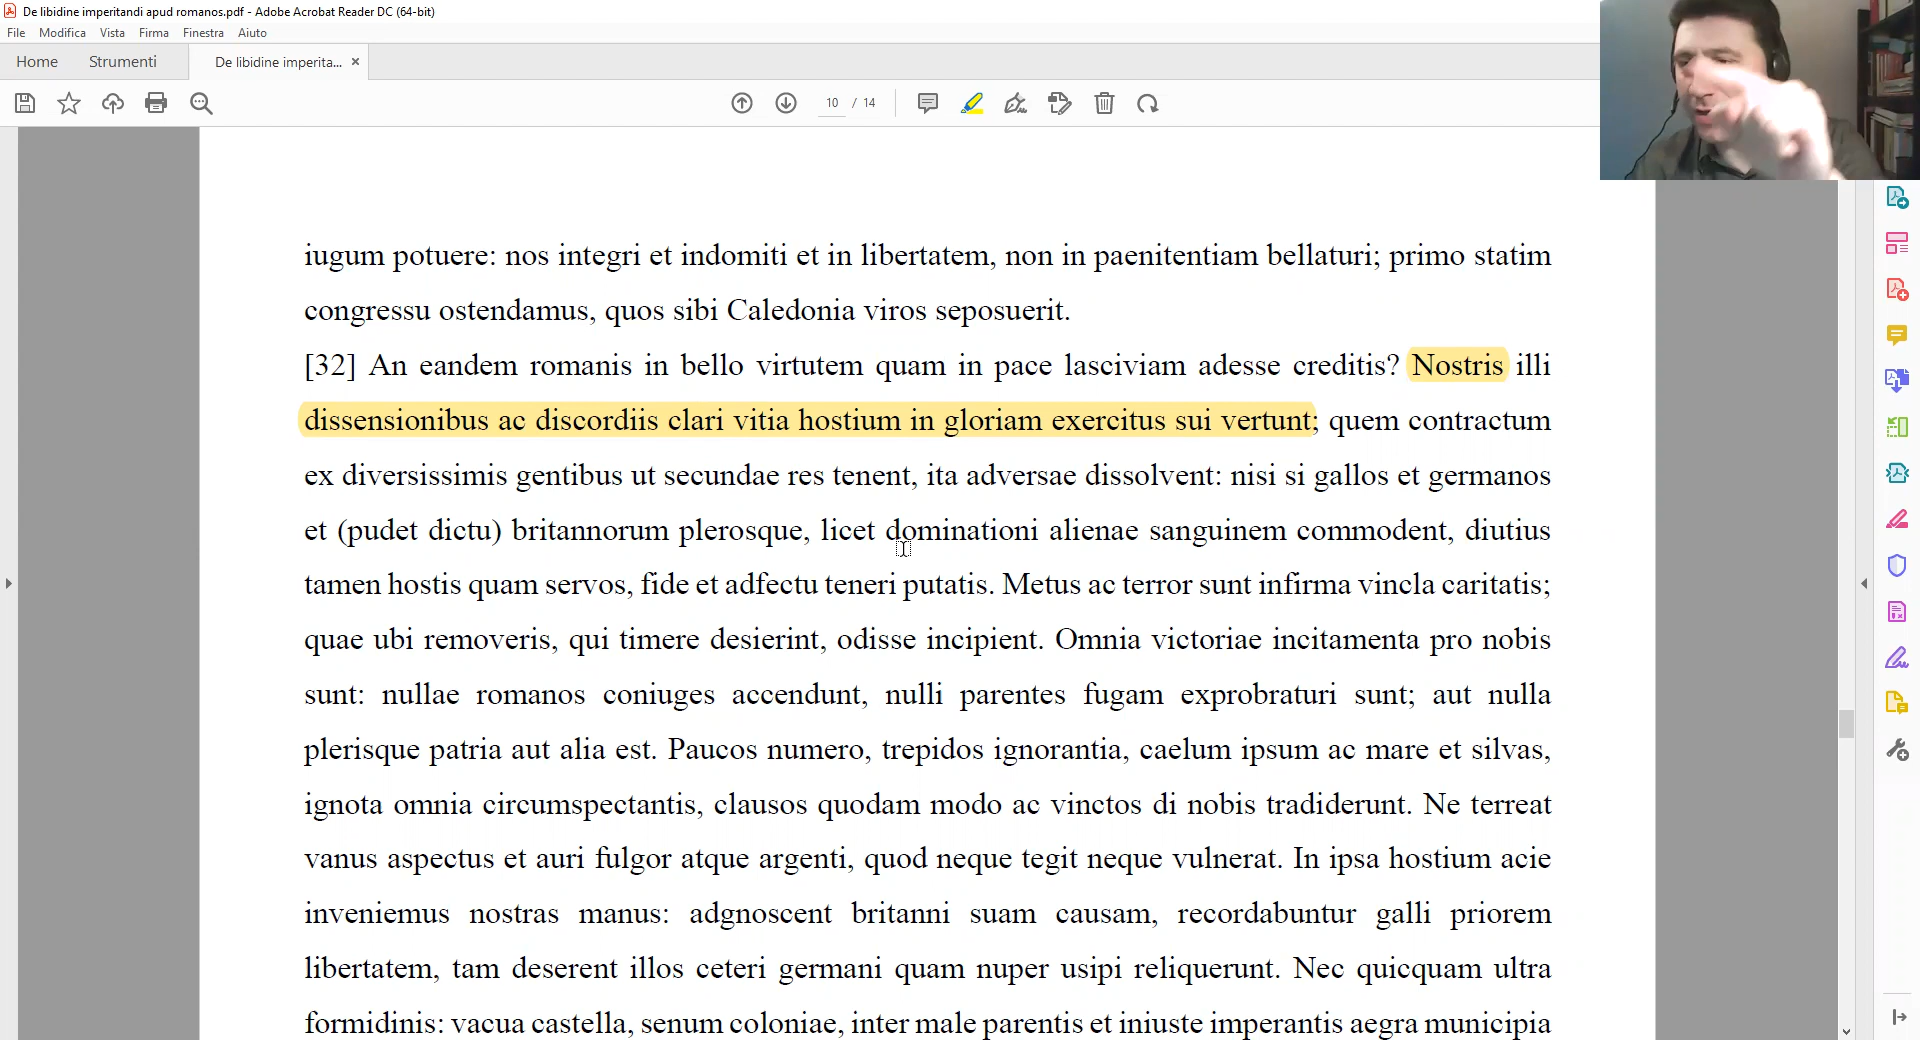 De libidine imperitandi apud romanos.pdf - Adobe Acrobat Reader DC (64-bit)
File Modifica Vista Firma Finestra Aiuto
Home Strumenti De libidine imperita... ×
10 / 14
iugum potuere: nos integri et indomiti et in libertatem, non in paenitentiam bellaturi; primo statim
congressu ostendamus, quos sibi Caledonia viros seposuerit.
[32] An eandem romanis in bello virtutem quam in pace lasciviam adesse creditis? Nostris illi
dissensionibus ac discordiis clari vitia hostium in gloriam exercitus sui vertunt; quem contractum
ex diversissimis gentibus ut secundae res tenent, ita adversae dissolvent: nisi si gallos et germanos
et (pudet dictu) britannorum plerosque, licet dominationi alienae sanguinem commodent, diutius
tamen hostis quam servos, fide et adfectu teneri putatis. Metus ac terror sunt infirma vincla caritatis;
quae ubi removeris, qui timere desierint, odisse incipient. Omnia victoriae incitamenta pro nobis
sunt: nullae romanos coniuges accendunt, nulli parentes fugam exprobraturi sunt; aut nulla
plerisque patria aut alia est. Paucos numero, trepidos ignorantia, caelum ipsum ac mare et silvas,
ignota omnia circumspectantis, clausos quodam modo ac vinctos di nobis tradiderunt. Ne terreat
vanus aspectus et auri fulgor atque argenti, quod neque tegit neque vulnerat. In ipsa hostium acie
inveniemus nostras manus: adgnoscent britanni suam causam, recordabuntur galli priorem
libertatem, tam deserent illos ceteri germani quam nuper usipi reliquerunt. Nec quicquam ultra
formidinis: vacua castella, senum coloniae, inter male parentis et iniuste imperantis aegra municipia